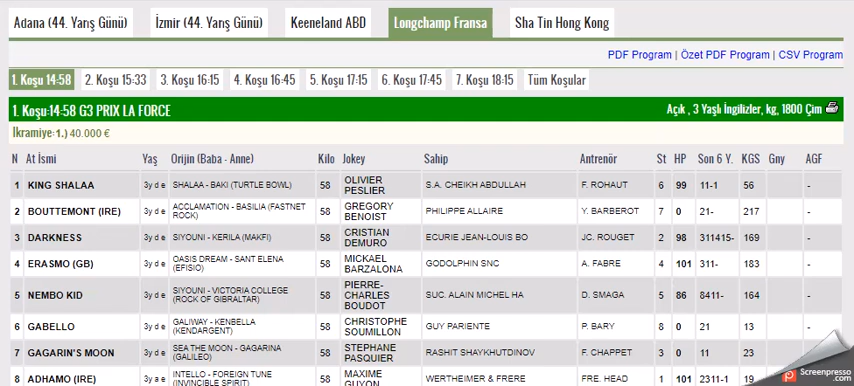 Adana (44. Yarış Günü) İzmir (44. Yarış Günü) Keeneland ABD Longchamp Fransa Sha Tin Hong Kong
PDF Program | Özet PDF Program | CSV Program
1. Koşu 14:58 2. Koşu 15:33 3. Koşu 16:15 4. Koşu 16:45 5. Koşu 17:15 6. Koşu 17:45 7. Koşu 18:15 Tüm Koşular
1. Koşu:14:58 G3 PRIX LA FORCE Açık , 3 Yaşlı İngilizler, kg, 1800 Çim
İkramiye:1.) 40.000 €
N At İsmi Yaş Orijin (Baba - Anne) Kilo Jokey Sahip Antrenör St HP Son 6 Y. KGS Gny AGF
1 KING SHALAA 3y d e SHALAA - BAKI (TURTLE BOWL) 58 OLIVIER PESLIER S.A. CHEIKH ABDULLAH F. ROHAUT 6 99 11-1 56 -
2 BOUTTEMONT (IRE) 3y d e ACCLAMATION - BASILIA (FASTNET ROCK) 58 GREGORY BENOIST PHILIPPE ALLAIRE Y. BARBEROT 7 0 21- 217 -
3 DARKNESS 3y d e SIYOUNI - KERILA (MAKFI) 58 CRISTIAN DEMURO ECURIE JEAN-LOUIS BO JC. ROUGET 2 98 311415- 169 -
4 ERASMO (GB) 3y d e OASIS DREAM - SANT ELENA (EFISIO) 58 MICKAEL BARZALONA GODOLPHIN SNC A. FABRE 4 101 311- 183 -
5 NEMBO KID 3y d e SIYOUNI - VICTORIA COLLEGE (ROCK OF GIBRALTAR) 58 PIERRE-CHARLES BOUDOT SUC. ALAIN MICHEL HA D. SMAGA 5 86 8411- 164 -
6 GABELLO 3y d e GALIWAY - KENBELLA (KENDARGENT) 58 CHRISTOPHE SOUMILLON GUY PARIENTE P. BARY 8 0 21 13 -
7 GAGARIN'S MOON 3y d e SEA THE MOON - GAGARINA (GALILEO) 58 STEPHANE PASQUIER RASHIT SHAYKHUTDINOV F. CHAPPET 3 0 11 23 -
8 ADHAMO (IRE) 3y a e INTELLO - FOREIGN TUNE (INVINCIBLE SPIRIT) 58 MAXIME GUYON WERTHEIMER & FRERE FRE. HEAD 1 101 2311-1 19
Screenpresso
.com